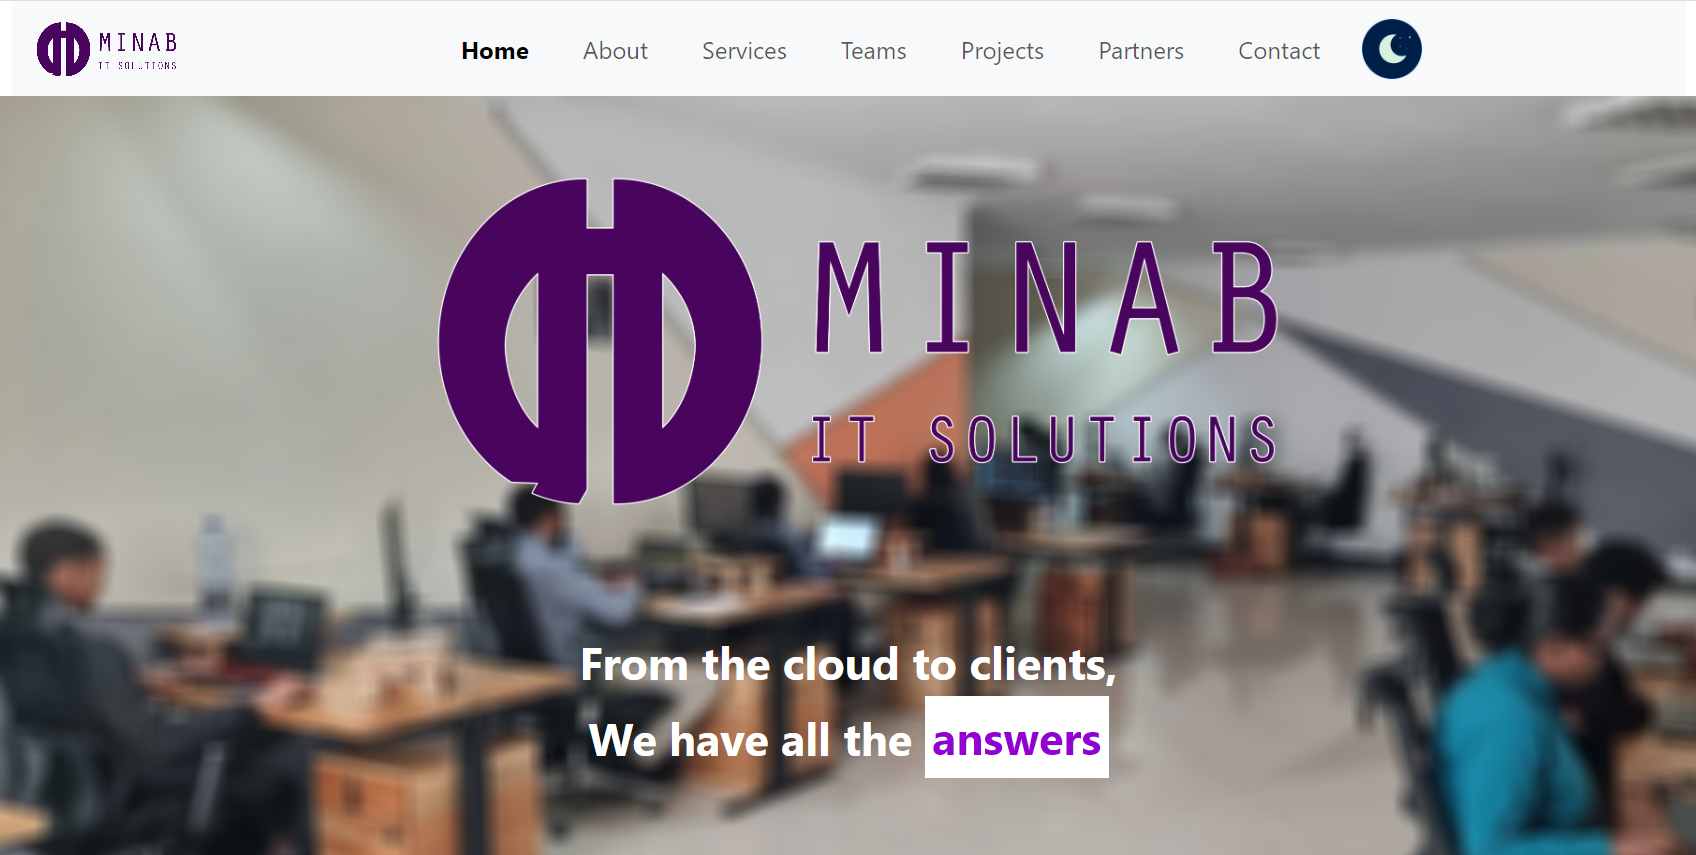 MINAB
IT SOLUTIONS
Home About Services Teams Projects Partners Contact
MINAB
IT SOLUTIONS
From the cloud to clients,
We have all the answers